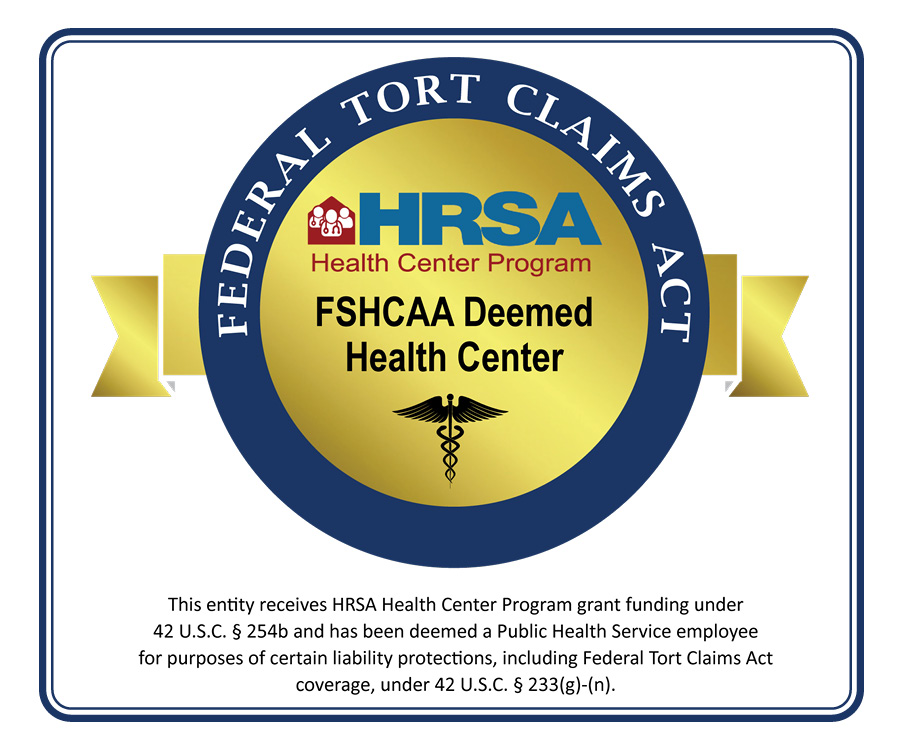 FEDERAL TORT CLAIMS ACT
HRSA
Health Center Program
FSHCAA Deemed
Health Center
This entity receives HRSA Health Center Program grant funding under
42 U.S.C. § 254b and has been deemed a Public Health Service employee
for purposes of certain liability protections, including Federal Tort Claims Act
coverage, under 42 U.S.C. § 233(g)-(n).